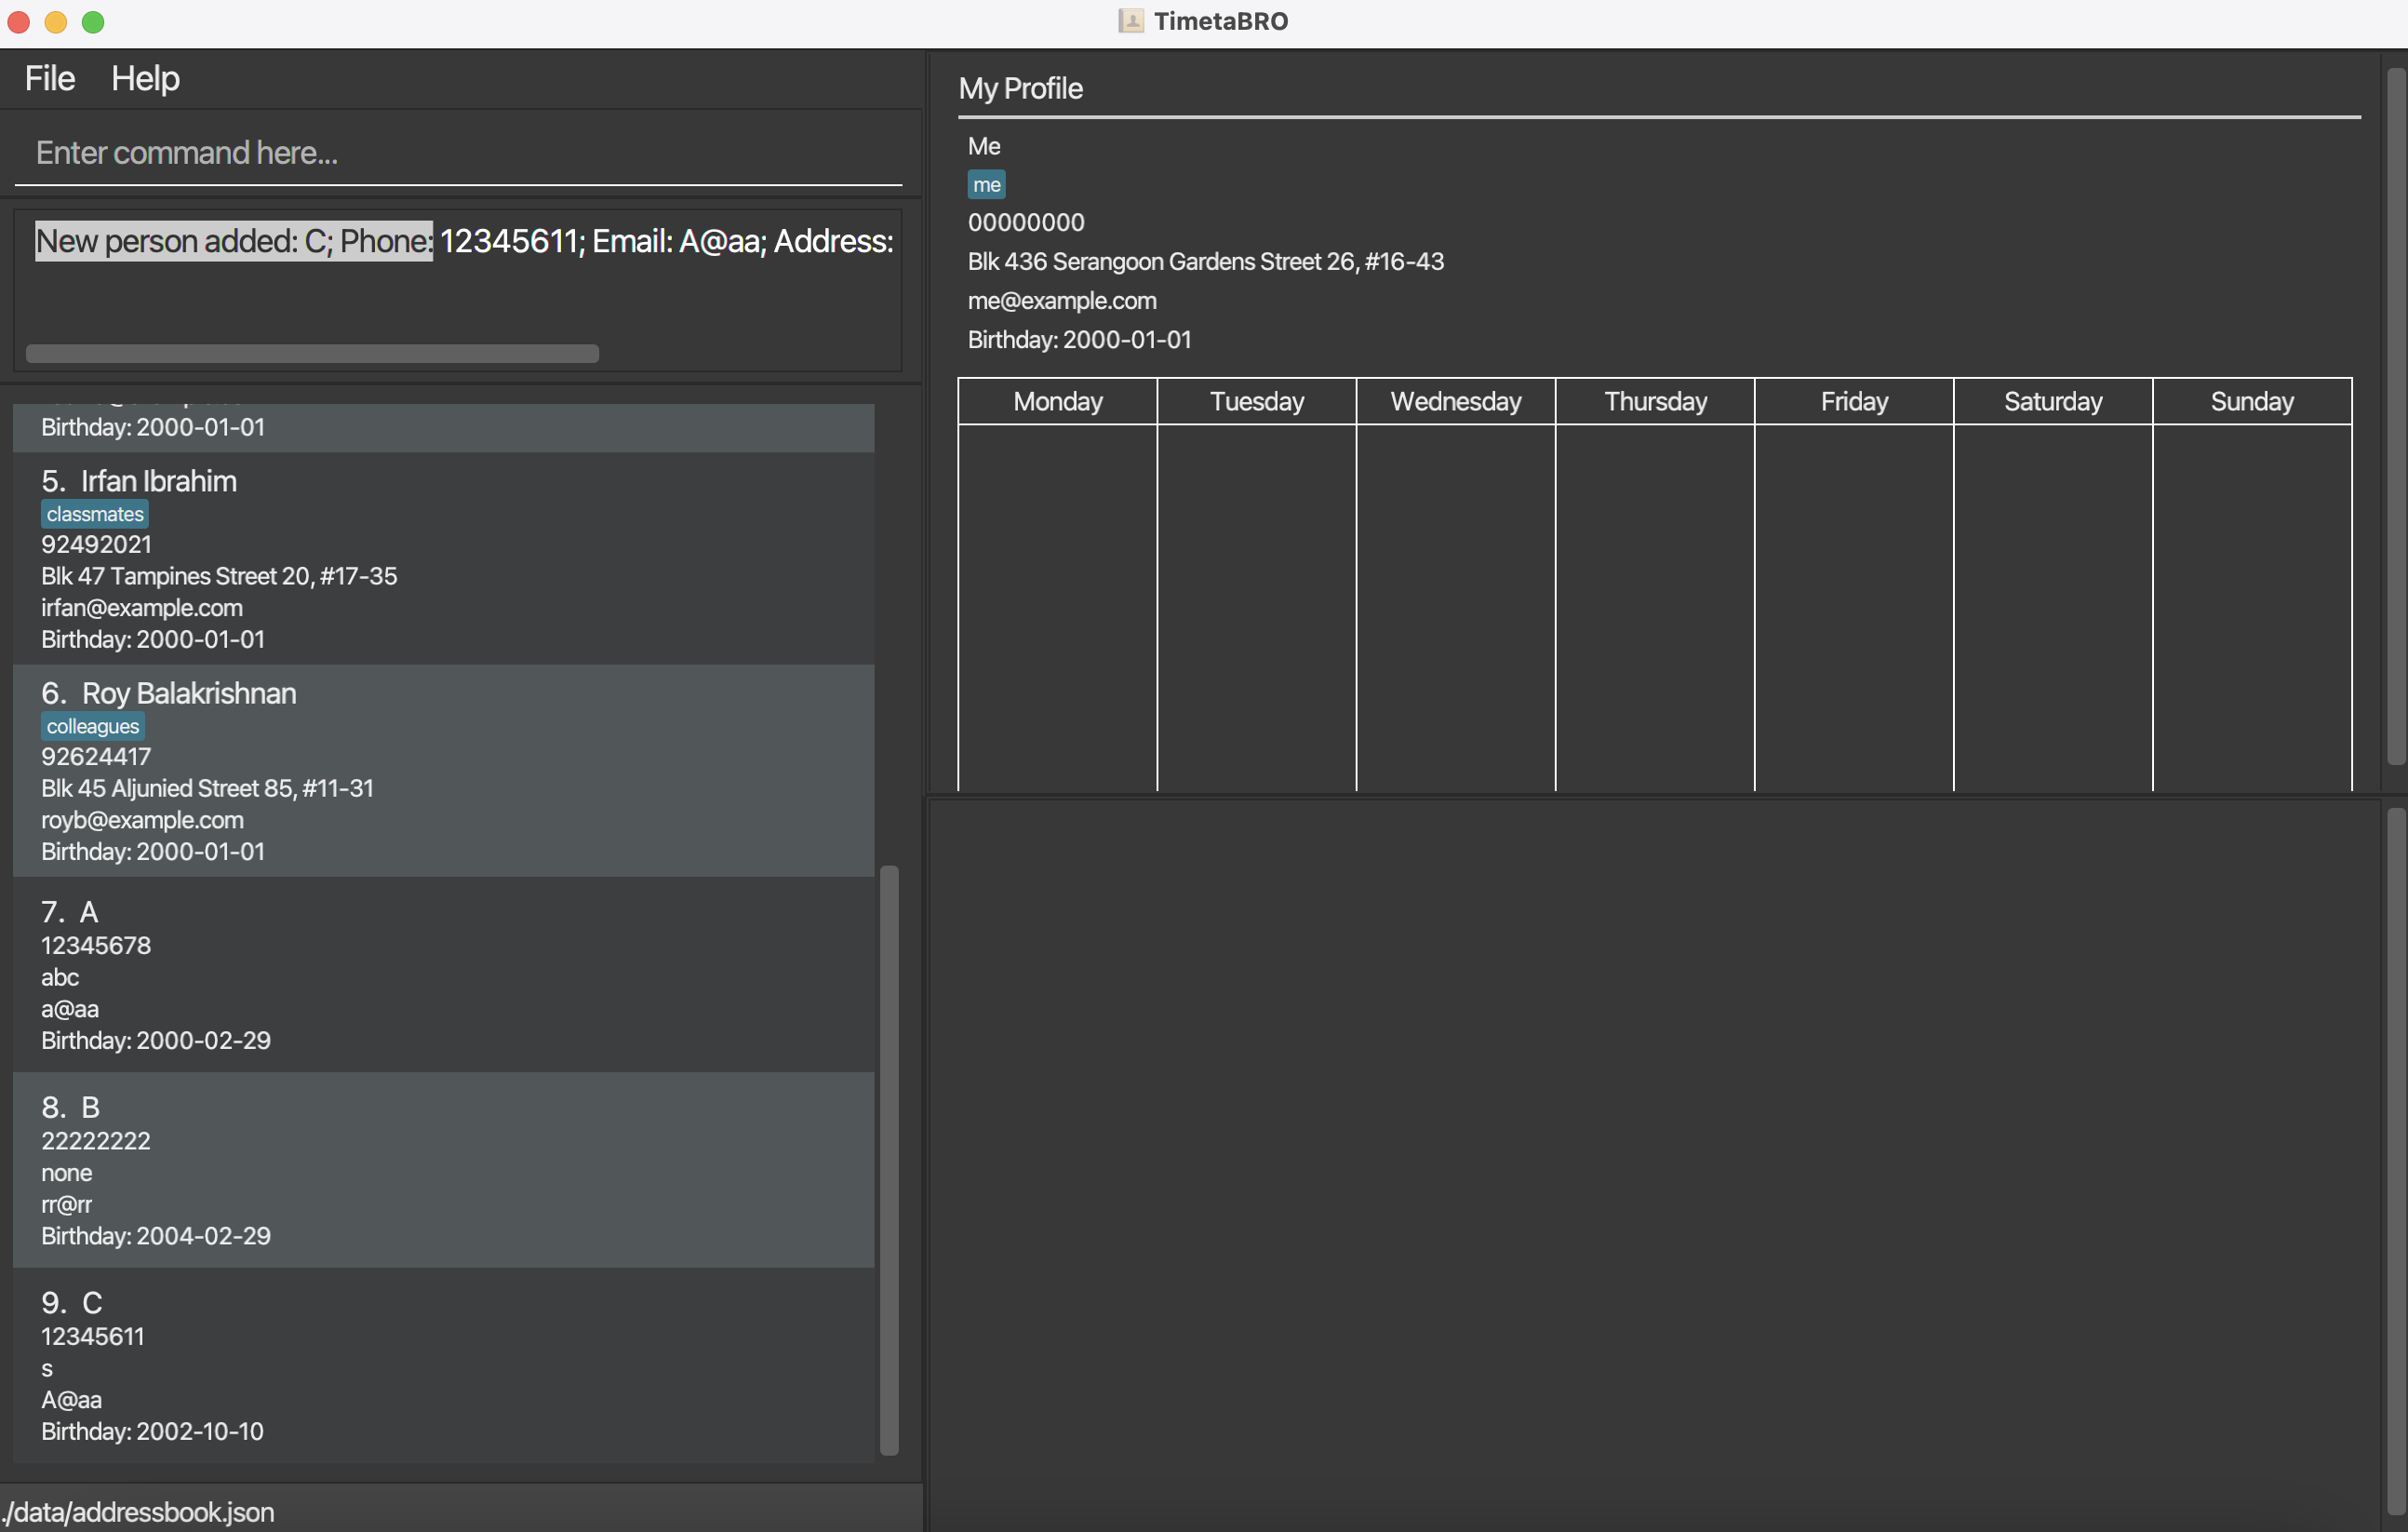 TimetaBRO
File Help
Enter command here...
New person added: C; Phone: 12345611; Email: A@aa; Address:
Birthday: 2000-01-01
5. Irfan Ibrahim
classmates
92492021
Blk 47 Tampines Street 20, #17-35
irfan@example.com
Birthday: 2000-01-01
6. Roy Balakrishnan
colleagues
92624417
Blk 45 Aljunied Street 85, #11-31
royb@example.com
Birthday: 2000-01-01
7. A
12345678
abc
a@aa
Birthday: 2000-02-29
8. B
22222222
none
rr@rr
Birthday: 2004-02-29
9. C
12345611
s
A@aa
Birthday: 2002-10-10
./data/addressbook.json
My Profile
Me
me
00000000
Blk 436 Serangoon Gardens Street 26, #16-43
me@example.com
Birthday: 2000-01-01
Monday Tuesday Wednesday Thursday Friday Saturday Sunday